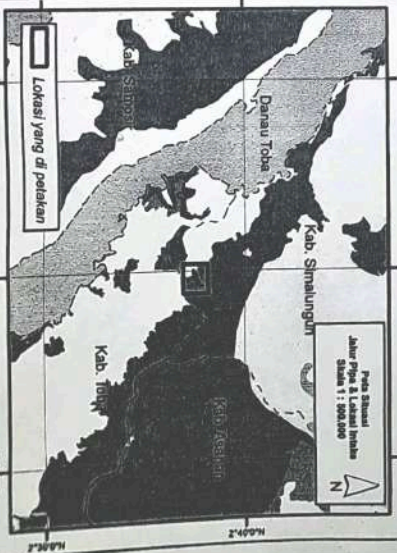 Peta Situasi
Jalur Pipa & Lokasi Intake
Skala 1 : 500.000
N
Kab. Simalungun
Danau Toba
Kab. Samosir
Kab. Asahan
Kab. Toba
Lokasi yang di petakan
2°40'0"N
2°30'0"N